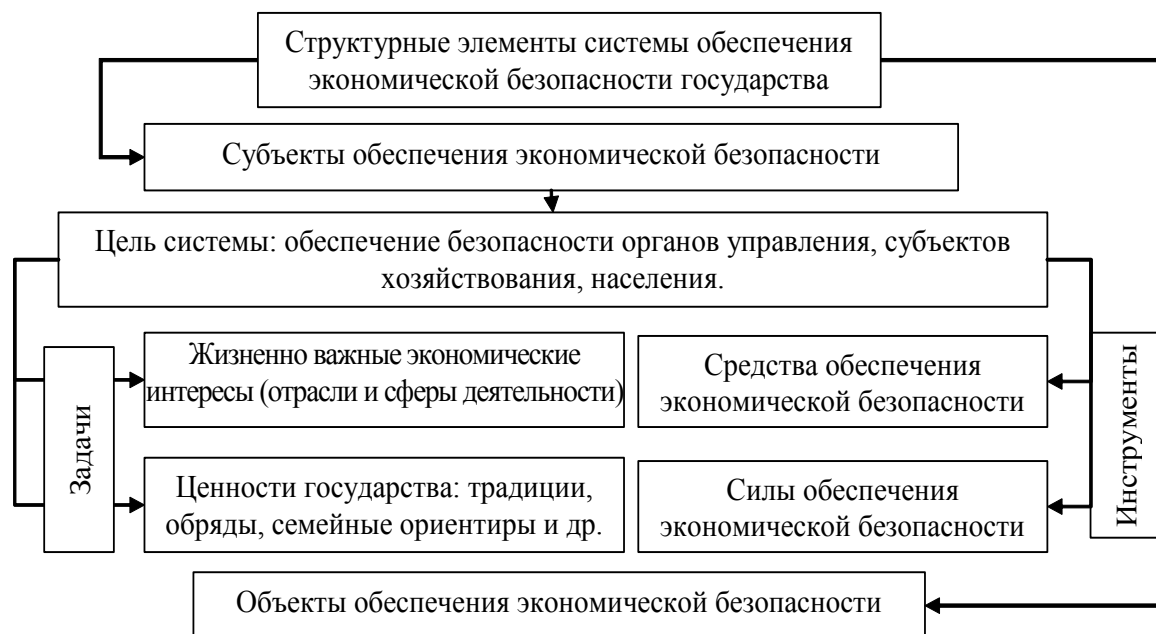 Структурные элементы системы обеспечения
экономической безопасности государства
Субъекты обеспечения экономической безопасности
Цель системы: обеспечение безопасности органов управления, субъектов
хозяйствования, населения.
Задачи
Жизненно важные экономические
интересы (отрасли и сферы деятельности)
Средства обеспечения
экономической безопасности
Инструменты
Ценности государства: традиции,
обряды, семейные ориентиры и др.
Силы обеспечения
экономической безопасности
Объекты обеспечения экономической безопасности